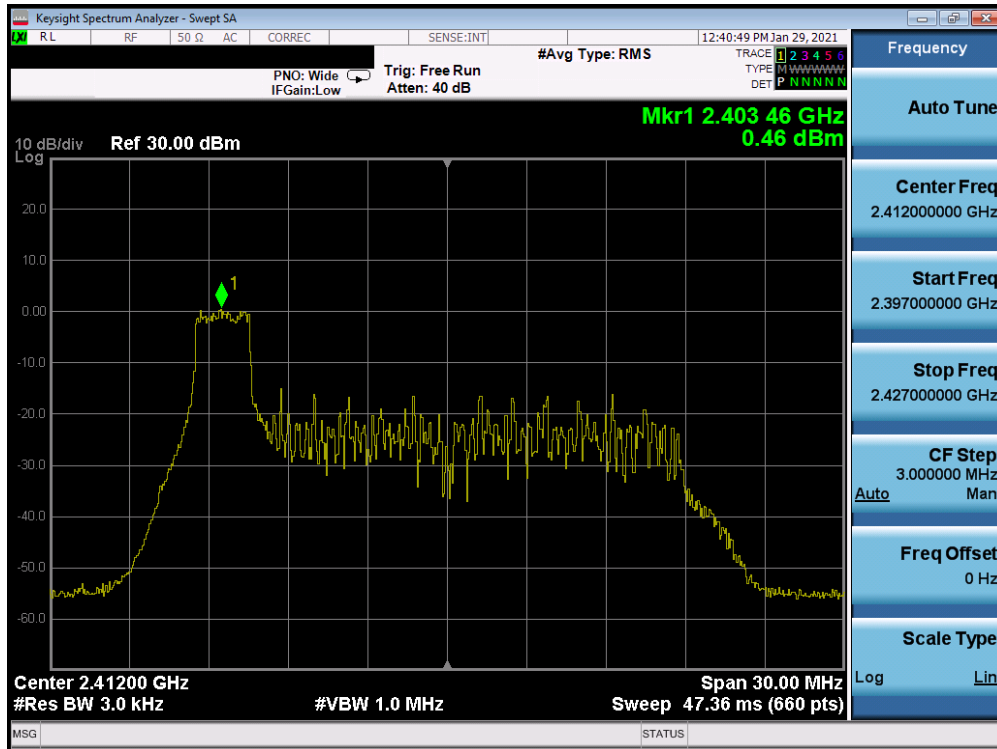 Keysight Spectrum Analyzer - Swept SA
LXI RL RF 50 Ω AC CORREC SENSE:INT 12:40:49 PM Jan 29, 2021
#Avg Type: RMS TRACE 1 2 3 4 5 6
PNO: Wide Trig: Free Run TYPE M WWWWW
IFGain:Low Atten: 40 dB DET P N N N N N
Mkr1 2.403 46 GHz
0.46 dBm
10 dB/div Ref 30.00 dBm
Log
20.0
10.0
1
0.00
-10.0
-20.0
-30.0
-40.0
-50.0
-60.0
Center 2.41200 GHz Span 30.00 MHz
#Res BW 3.0 kHz #VBW 1.0 MHz Sweep 47.36 ms (660 pts)
MSG STATUS
Frequency
Auto Tune
Center Freq
2.412000000 GHz
Start Freq
2.397000000 GHz
Stop Freq
2.427000000 GHz
CF Step
3.000000 MHz
Auto Man
Freq Offset
0 Hz
Scale Type
Log Lin